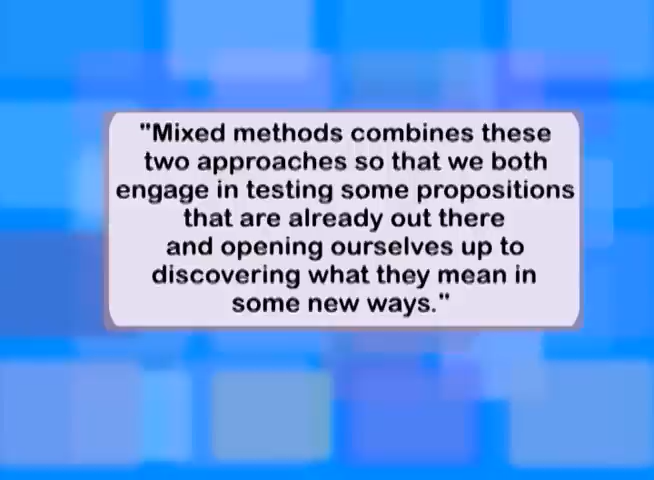 "Mixed methods combines these
two approaches so that we both
engage in testing some propositions
that are already out there
and opening ourselves up to
discovering what they mean in
some new ways."